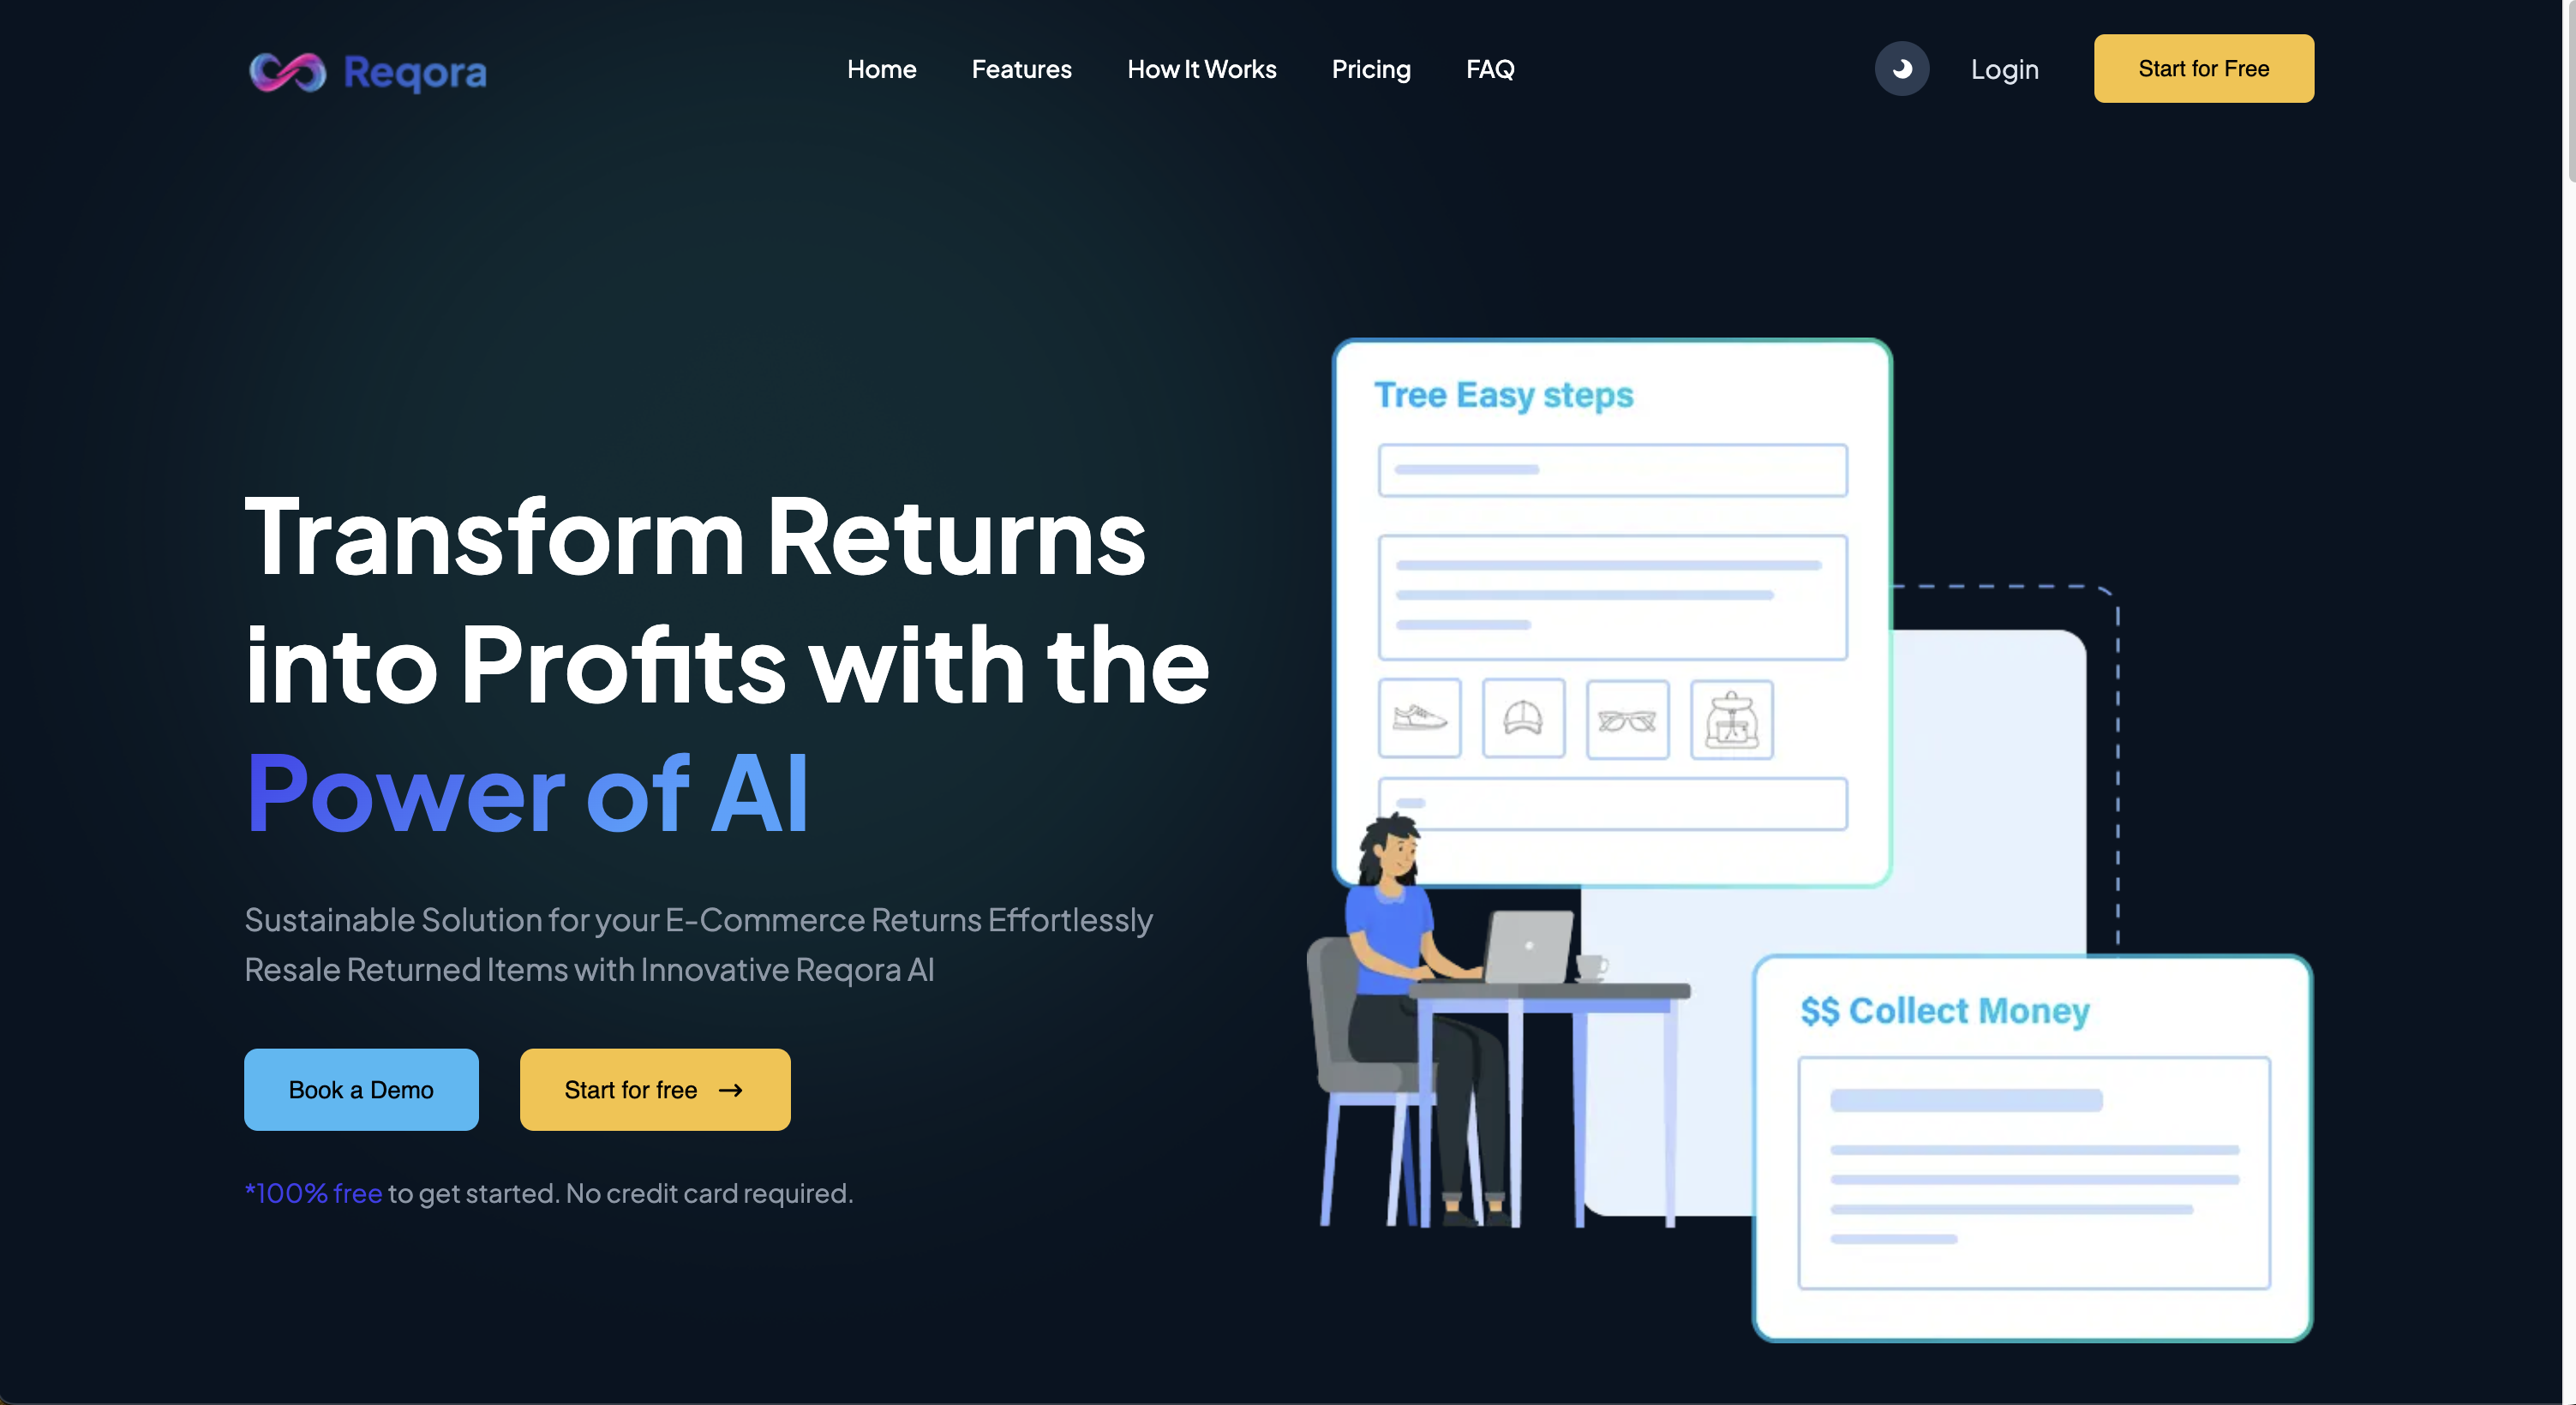 Reqora
Home
Features
How It Works
Pricing
FAQ
Login
Start for Free
Transform Returns
into Profits with the
Power of AI
Sustainable Solution for your E-Commerce Returns Effortlessly
Resale Returned Items with Innovative Reqora AI
Book a Demo
Start for free →
*100% free to get started. No credit card required.
Tree Easy steps
$$ Collect Money